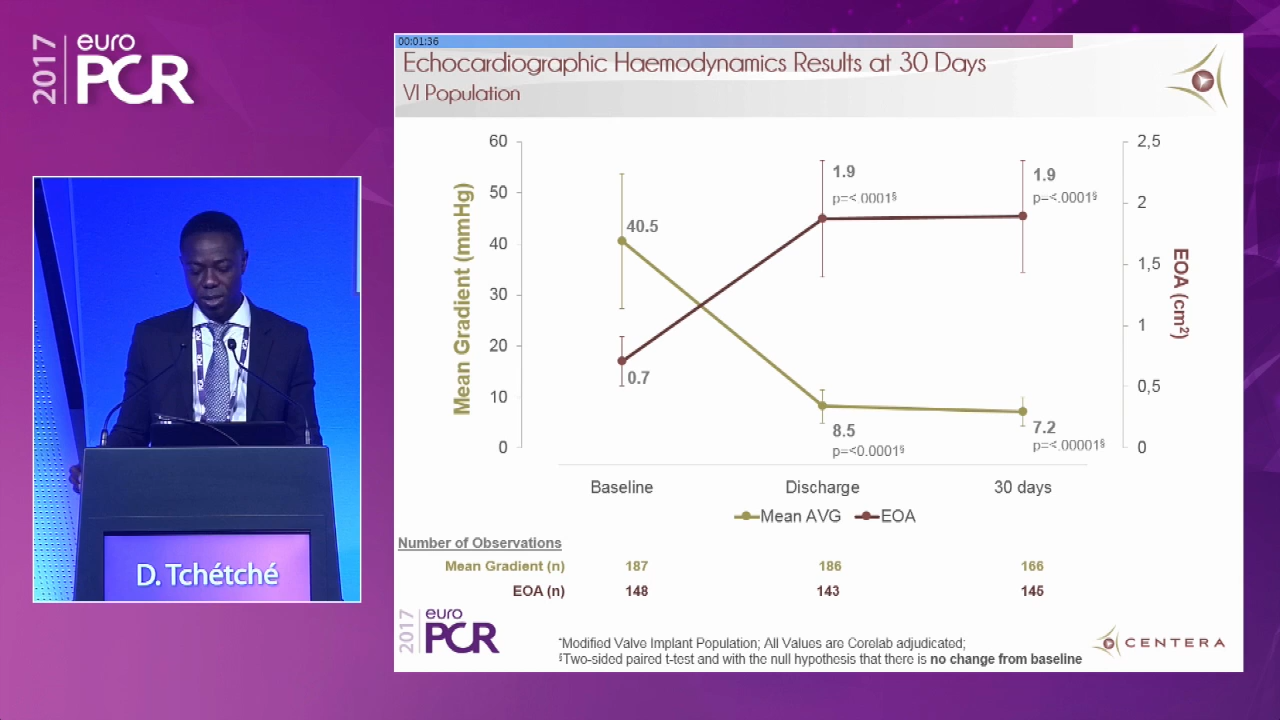 2017
euro
PCR
00:01:36
Echocardiographic Haemodynamics Results at 30 Days
VI Population
Mean Gradient (mmHg)
60
50
40
30
20
10
0
2,5
2
1,5
1
0,5
0
EOA (cm²)
40.5
0.7
1.9
p=<.0001§
1.9
p=<.0001§
8.5
p=<0.0001§
7.2
p=<.00001§
Baseline Discharge 30 days
Mean AVG EOA
Number of Observations
Mean Gradient (n) 187 186 166
EOA (n) 148 143 145
2017
euro
PCR
*Modified Valve Implant Population; All Values are Corelab adjudicated;
§Two-sided paired t-test and with the null hypothesis that there is no change from baseline
CENTERA
D. Tchétché